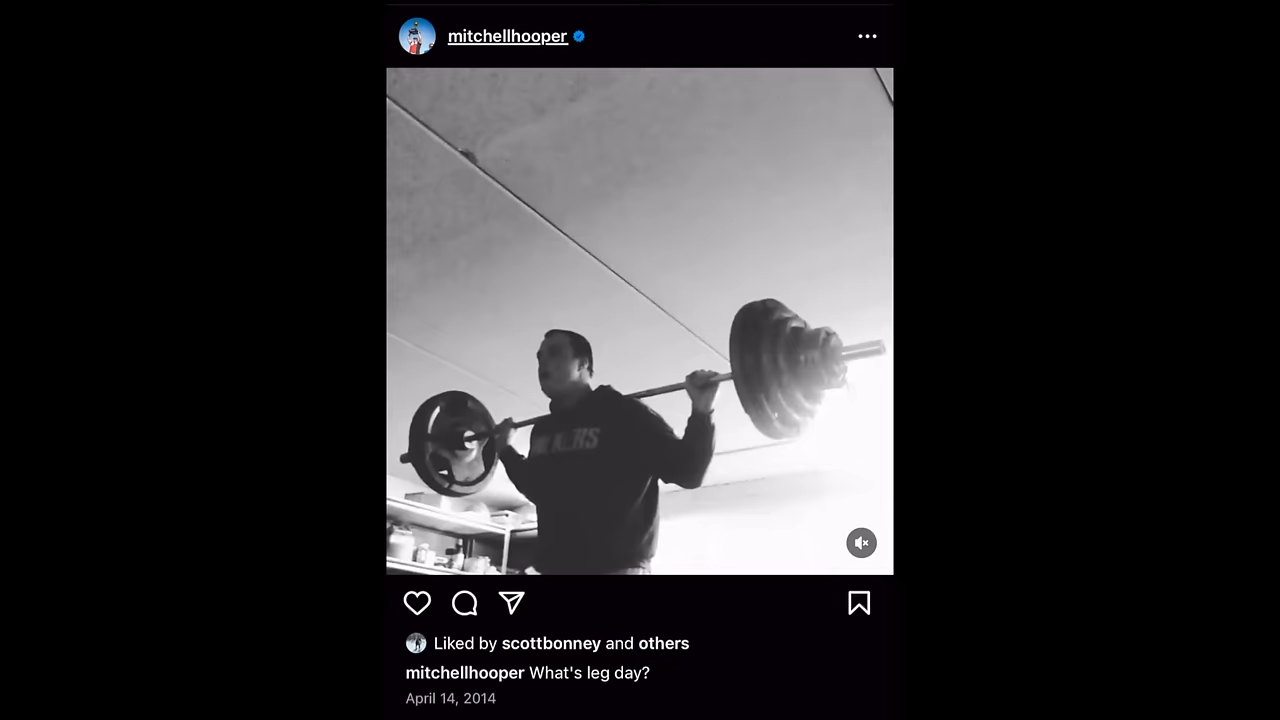 mitchellhooper
Liked by scottbonney and others
mitchellhooper What's leg day?
April 14, 2014